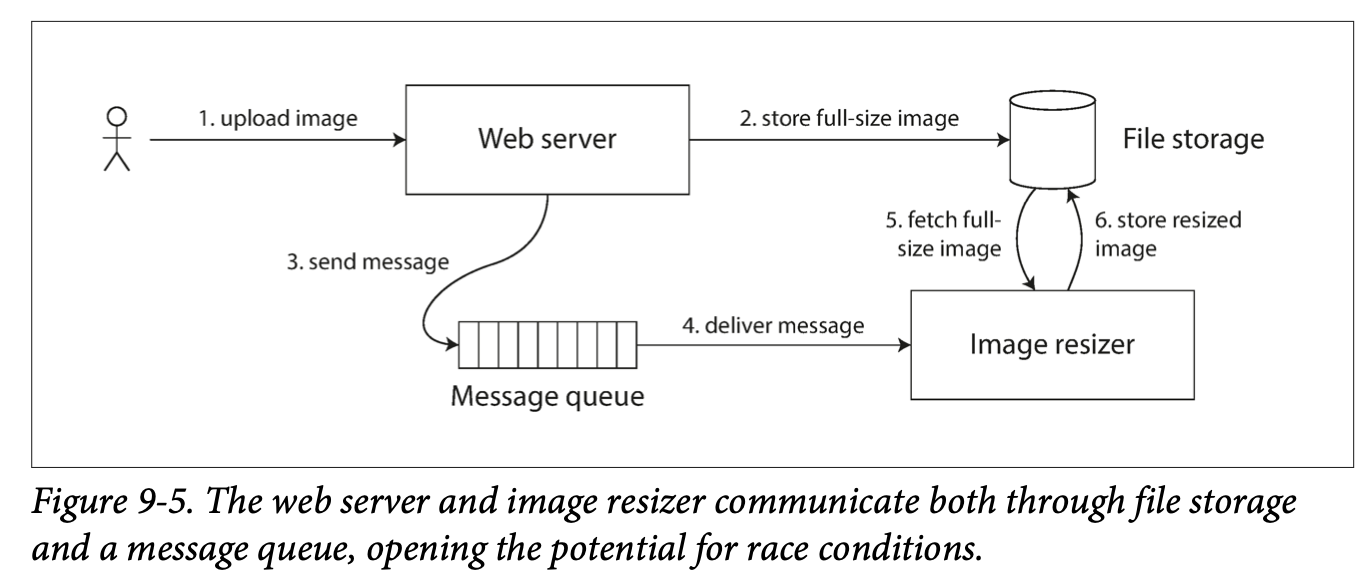 1. upload image
Web server
2. store full-size image
File storage
3. send message
5. fetch full-
size image
6. store resized
image
4. deliver message
Message queue
Image resizer
Figure 9-5. The web server and image resizer communicate both through file storage
and a message queue, opening the potential for race conditions.